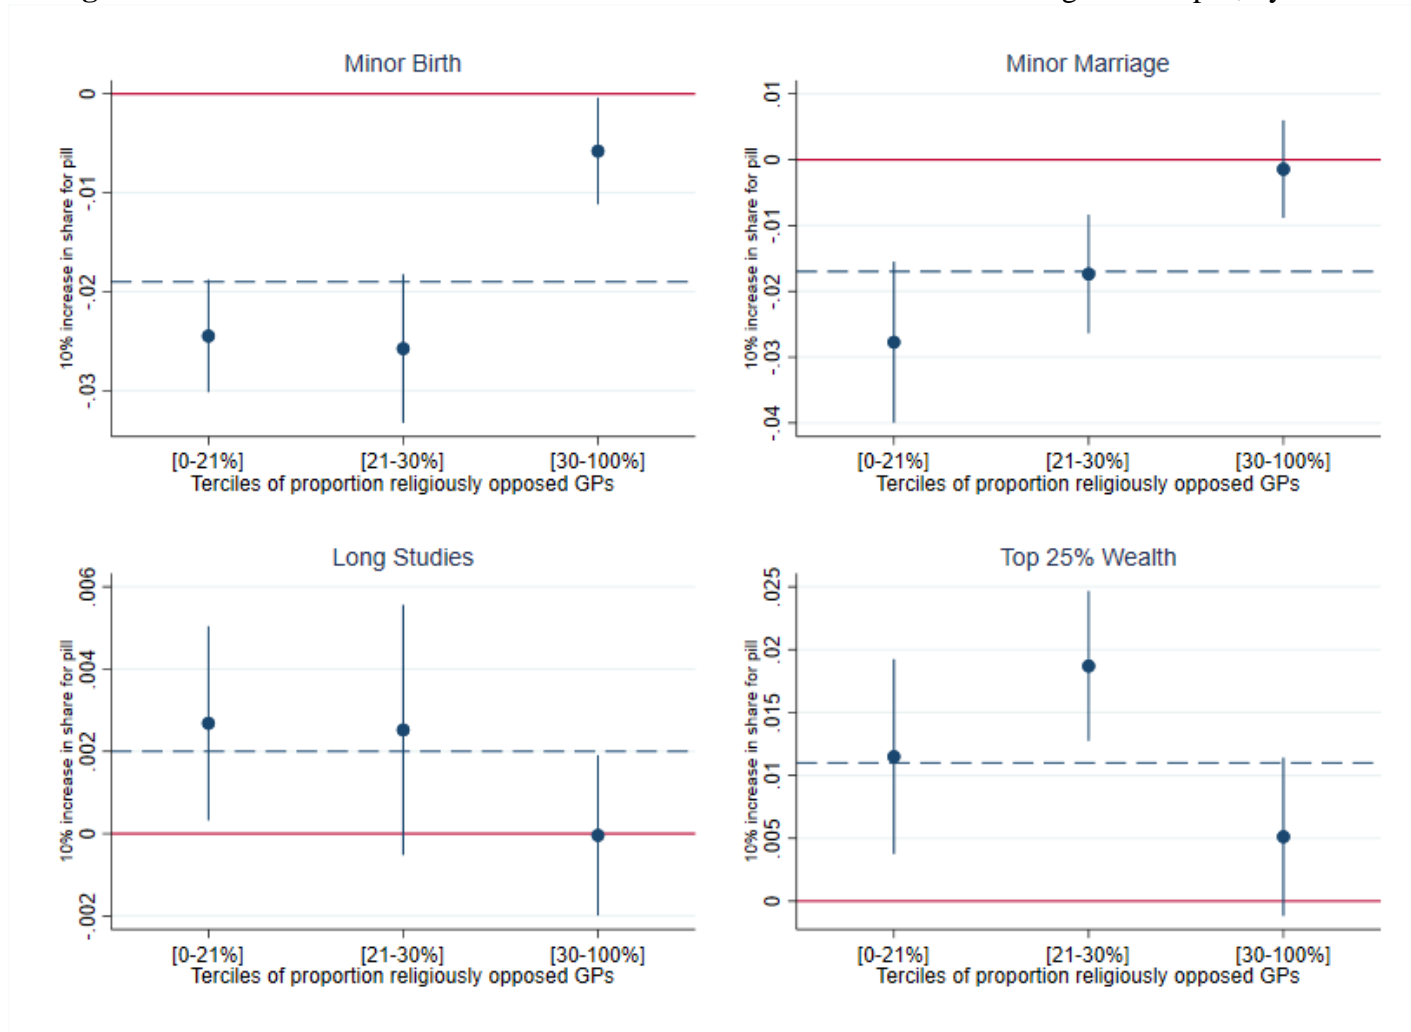 Minor Birth
0
-.01
-.02
-.03
10% increase in share for pill
[0-21%] [21-30%] [30-100%]
Terciles of proportion religiously opposed GPs
Minor Marriage
.01
0
-.01
-.02
-.03
-.04
10% increase in share for pill
[0-21%] [21-30%] [30-100%]
Terciles of proportion religiously opposed GPs
Long Studies
.006
.004
.002
0
-.002
10% increase in share for pill
[0-21%] [21-30%] [30-100%]
Terciles of proportion religiously opposed GPs
Top 25% Wealth
.025
.02
.015
.01
.005
0
10% increase in share for pill
[0-21%] [21-30%] [30-100%]
Terciles of proportion religiously opposed GPs